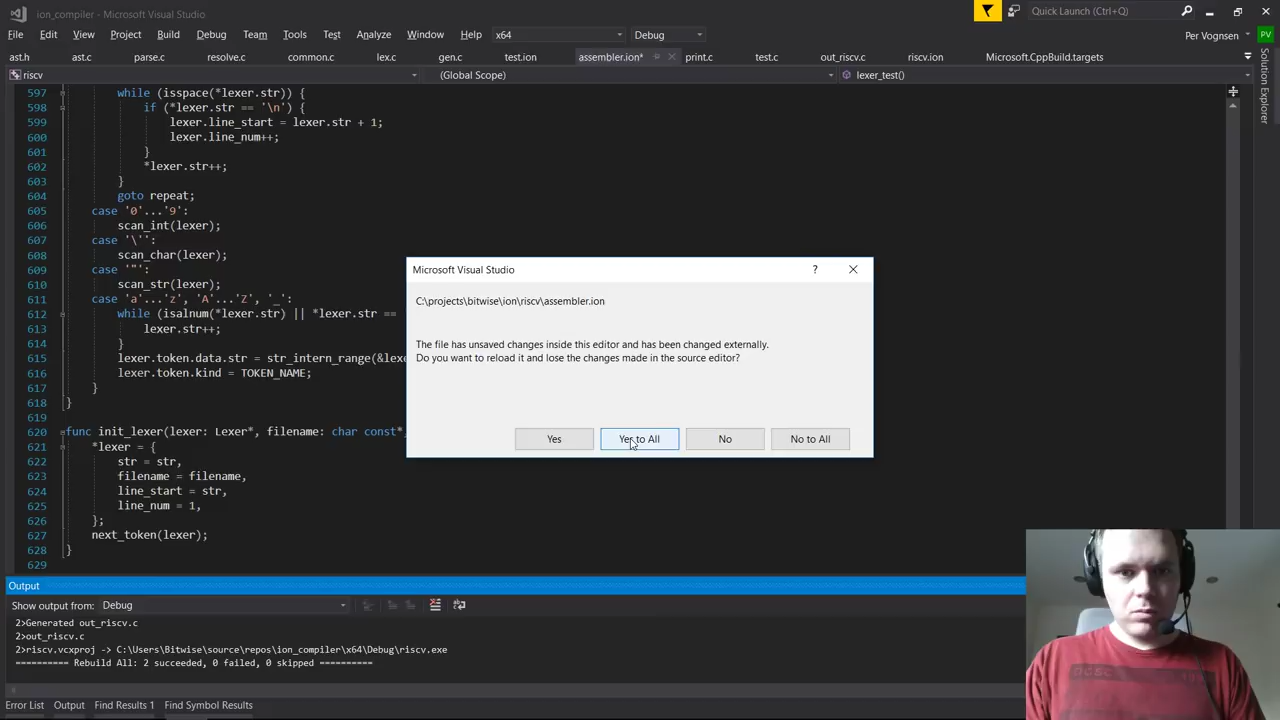 ion_compiler - Microsoft Visual Studio
Quick Launch (Ctrl+Q)
File Edit View Project Build Debug Team Tools Test Analyze Window Help x64 Debug
Per Vognsen PV
ast.h ast.c parse.c resolve.c common.c lex.c gen.c test.ion assembler.ion* print.c test.c out_riscv.c riscv.ion Microsoft.CppBuild.targets
riscv (Global Scope) lexer_test()
Solution Explorer
597 while (isspace(*lexer.str)) {
598 if (*lexer.str == '\n') {
599 lexer.line_start = lexer.str + 1;
600 lexer.line_num++;
601 }
602 *lexer.str++;
603 }
604 goto repeat;
605 case '0'...'9':
606 scan_int(lexer);
607 case '\'':
608 scan_char(lexer);
609 case '"':
610 scan_str(lexer);
611 case 'a'...'z', 'A'...'Z', '_':
612 while (isalnum(*lexer.str) || *lexer.str ==
613 lexer.str++;
614 }
615 lexer.token.data.str = str_intern_range(&lex
616 lexer.token.kind = TOKEN_NAME;
617 }
618 }
619
620 func init_lexer(lexer: Lexer*, filename: char const*,
621 *lexer = {
622 str = str,
623 filename = filename,
624 line_start = str,
625 line_num = 1,
626 };
627 next_token(lexer);
628 }
629
Microsoft Visual Studio ?
C:\projects\bitwise\ion\riscv\assembler.ion
The file has unsaved changes inside this editor and has been changed externally.
Do you want to reload it and lose the changes made in the source editor?
Yes Yes to All No No to All
Output
Show output from: Debug
2>Generated out_riscv.c
2>out_riscv.c
2>riscv.vcxproj -> C:\Users\Bitwise\source\repos\ion_compiler\x64\Debug\riscv.exe
========== Rebuild All: 2 succeeded, 0 failed, 0 skipped ==========
Error List Output Find Results 1 Find Symbol Results